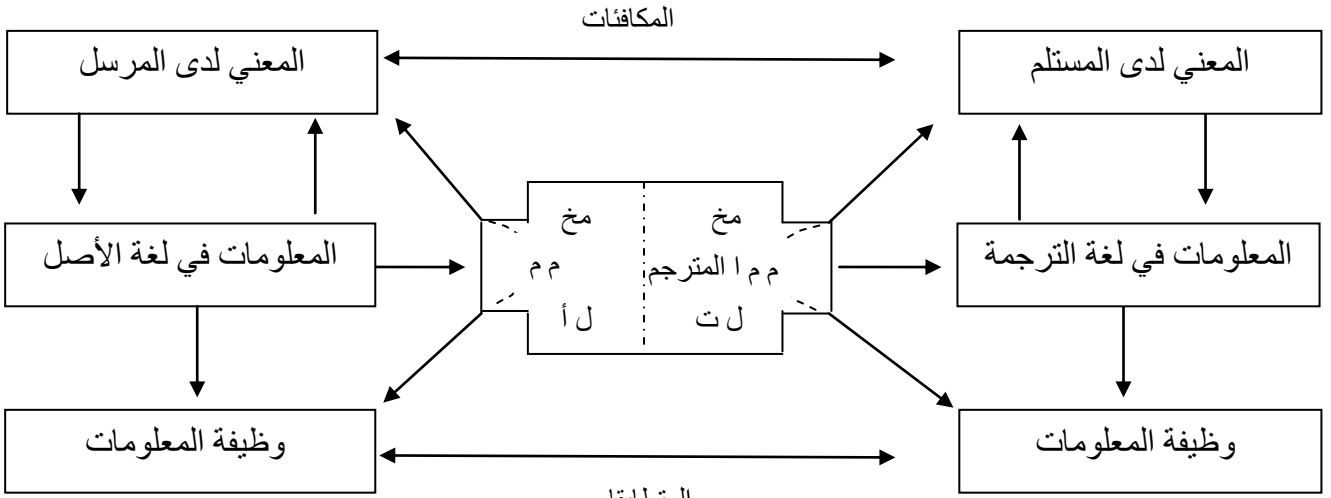 المكافئات
المعني لدى المرسل
المعني لدى المستلم
مخ
مخ
المعلومات في لغة الأصل
م م
م م ا المترجم
المعلومات في لغة الترجمة
ل أ
ل ت
وظيفة المعلومات
وظيفة المعلومات